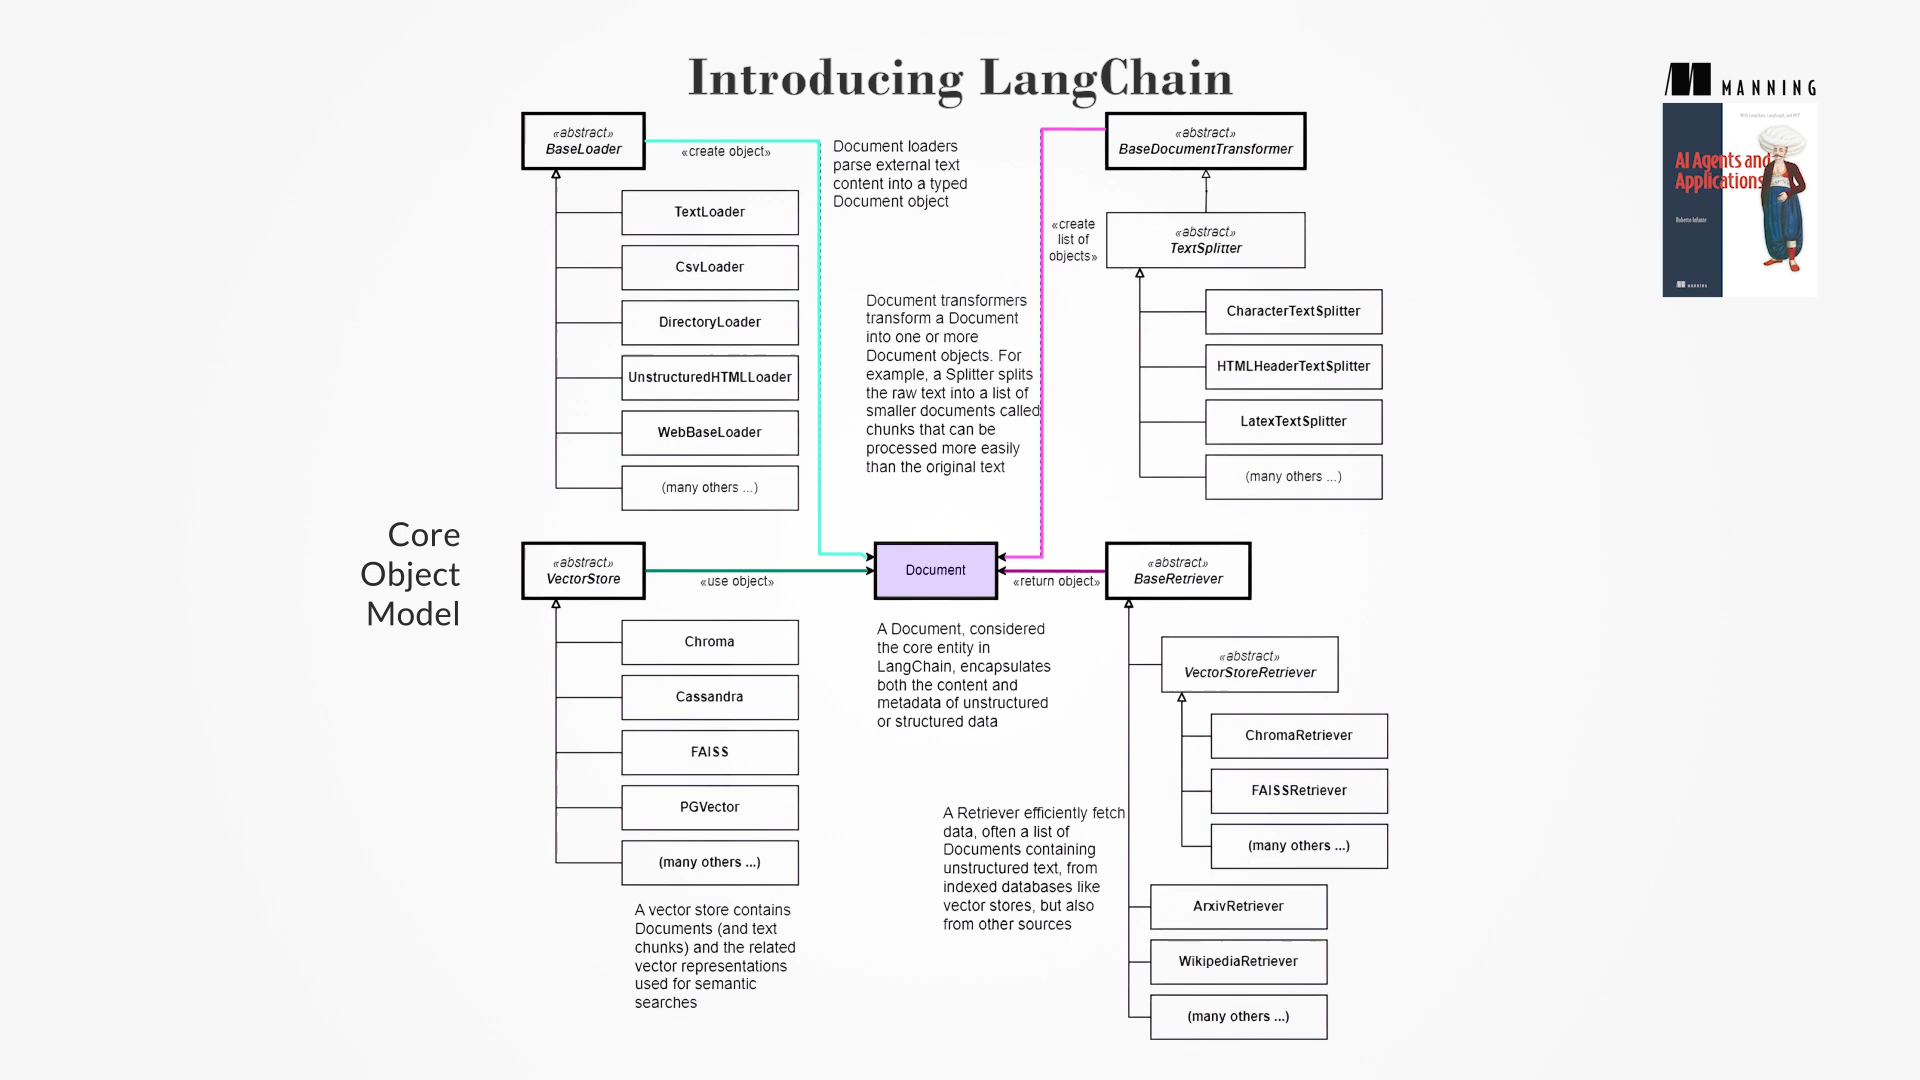 Introducing LangChain
MANNING
With LangChain, LangGraph, and MCP
AI Agents and
Applications
Roberto Infante
MANNING
Core
Object
Model
«abstract»
BaseLoader
«create object»
TextLoader
CsvLoader
DirectoryLoader
UnstructuredHTMLLoader
WebBaseLoader
(many others ...)
Document loaders
parse external text
content into a typed
Document object
«abstract»
BaseDocumentTransformer
«create
list of
objects»
«abstract»
TextSplitter
CharacterTextSplitter
HTMLHeaderTextSplitter
LatexTextSplitter
(many others ...)
Document transformers
transform a Document
into one or more
Document objects. For
example, a Splitter splits
the raw text into a list of
smaller documents called
chunks that can be
processed more easily
than the original text
«abstract»
VectorStore
«use object»
Document
«return object»
«abstract»
BaseRetriever
Chroma
Cassandra
FAISS
PGVector
(many others ...)
A vector store contains
Documents (and text
chunks) and the related
vector representations
used for semantic
searches
A Document, considered
the core entity in
LangChain, encapsulates
both the content and
metadata of unstructured
or structured data
«abstract»
VectorStoreRetriever
ChromaRetriever
FAISSRetriever
(many others ...)
A Retriever efficiently fetch
data, often a list of
Documents containing
unstructured text, from
indexed databases like
vector stores, but also
from other sources
ArxivRetriever
WikipediaRetriever
(many others ...)